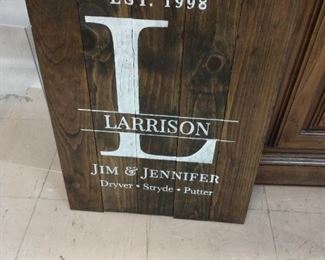 EST. 1998
L
LARRISON
JIM & JENNIFER
Dryver • Stryde • Putter